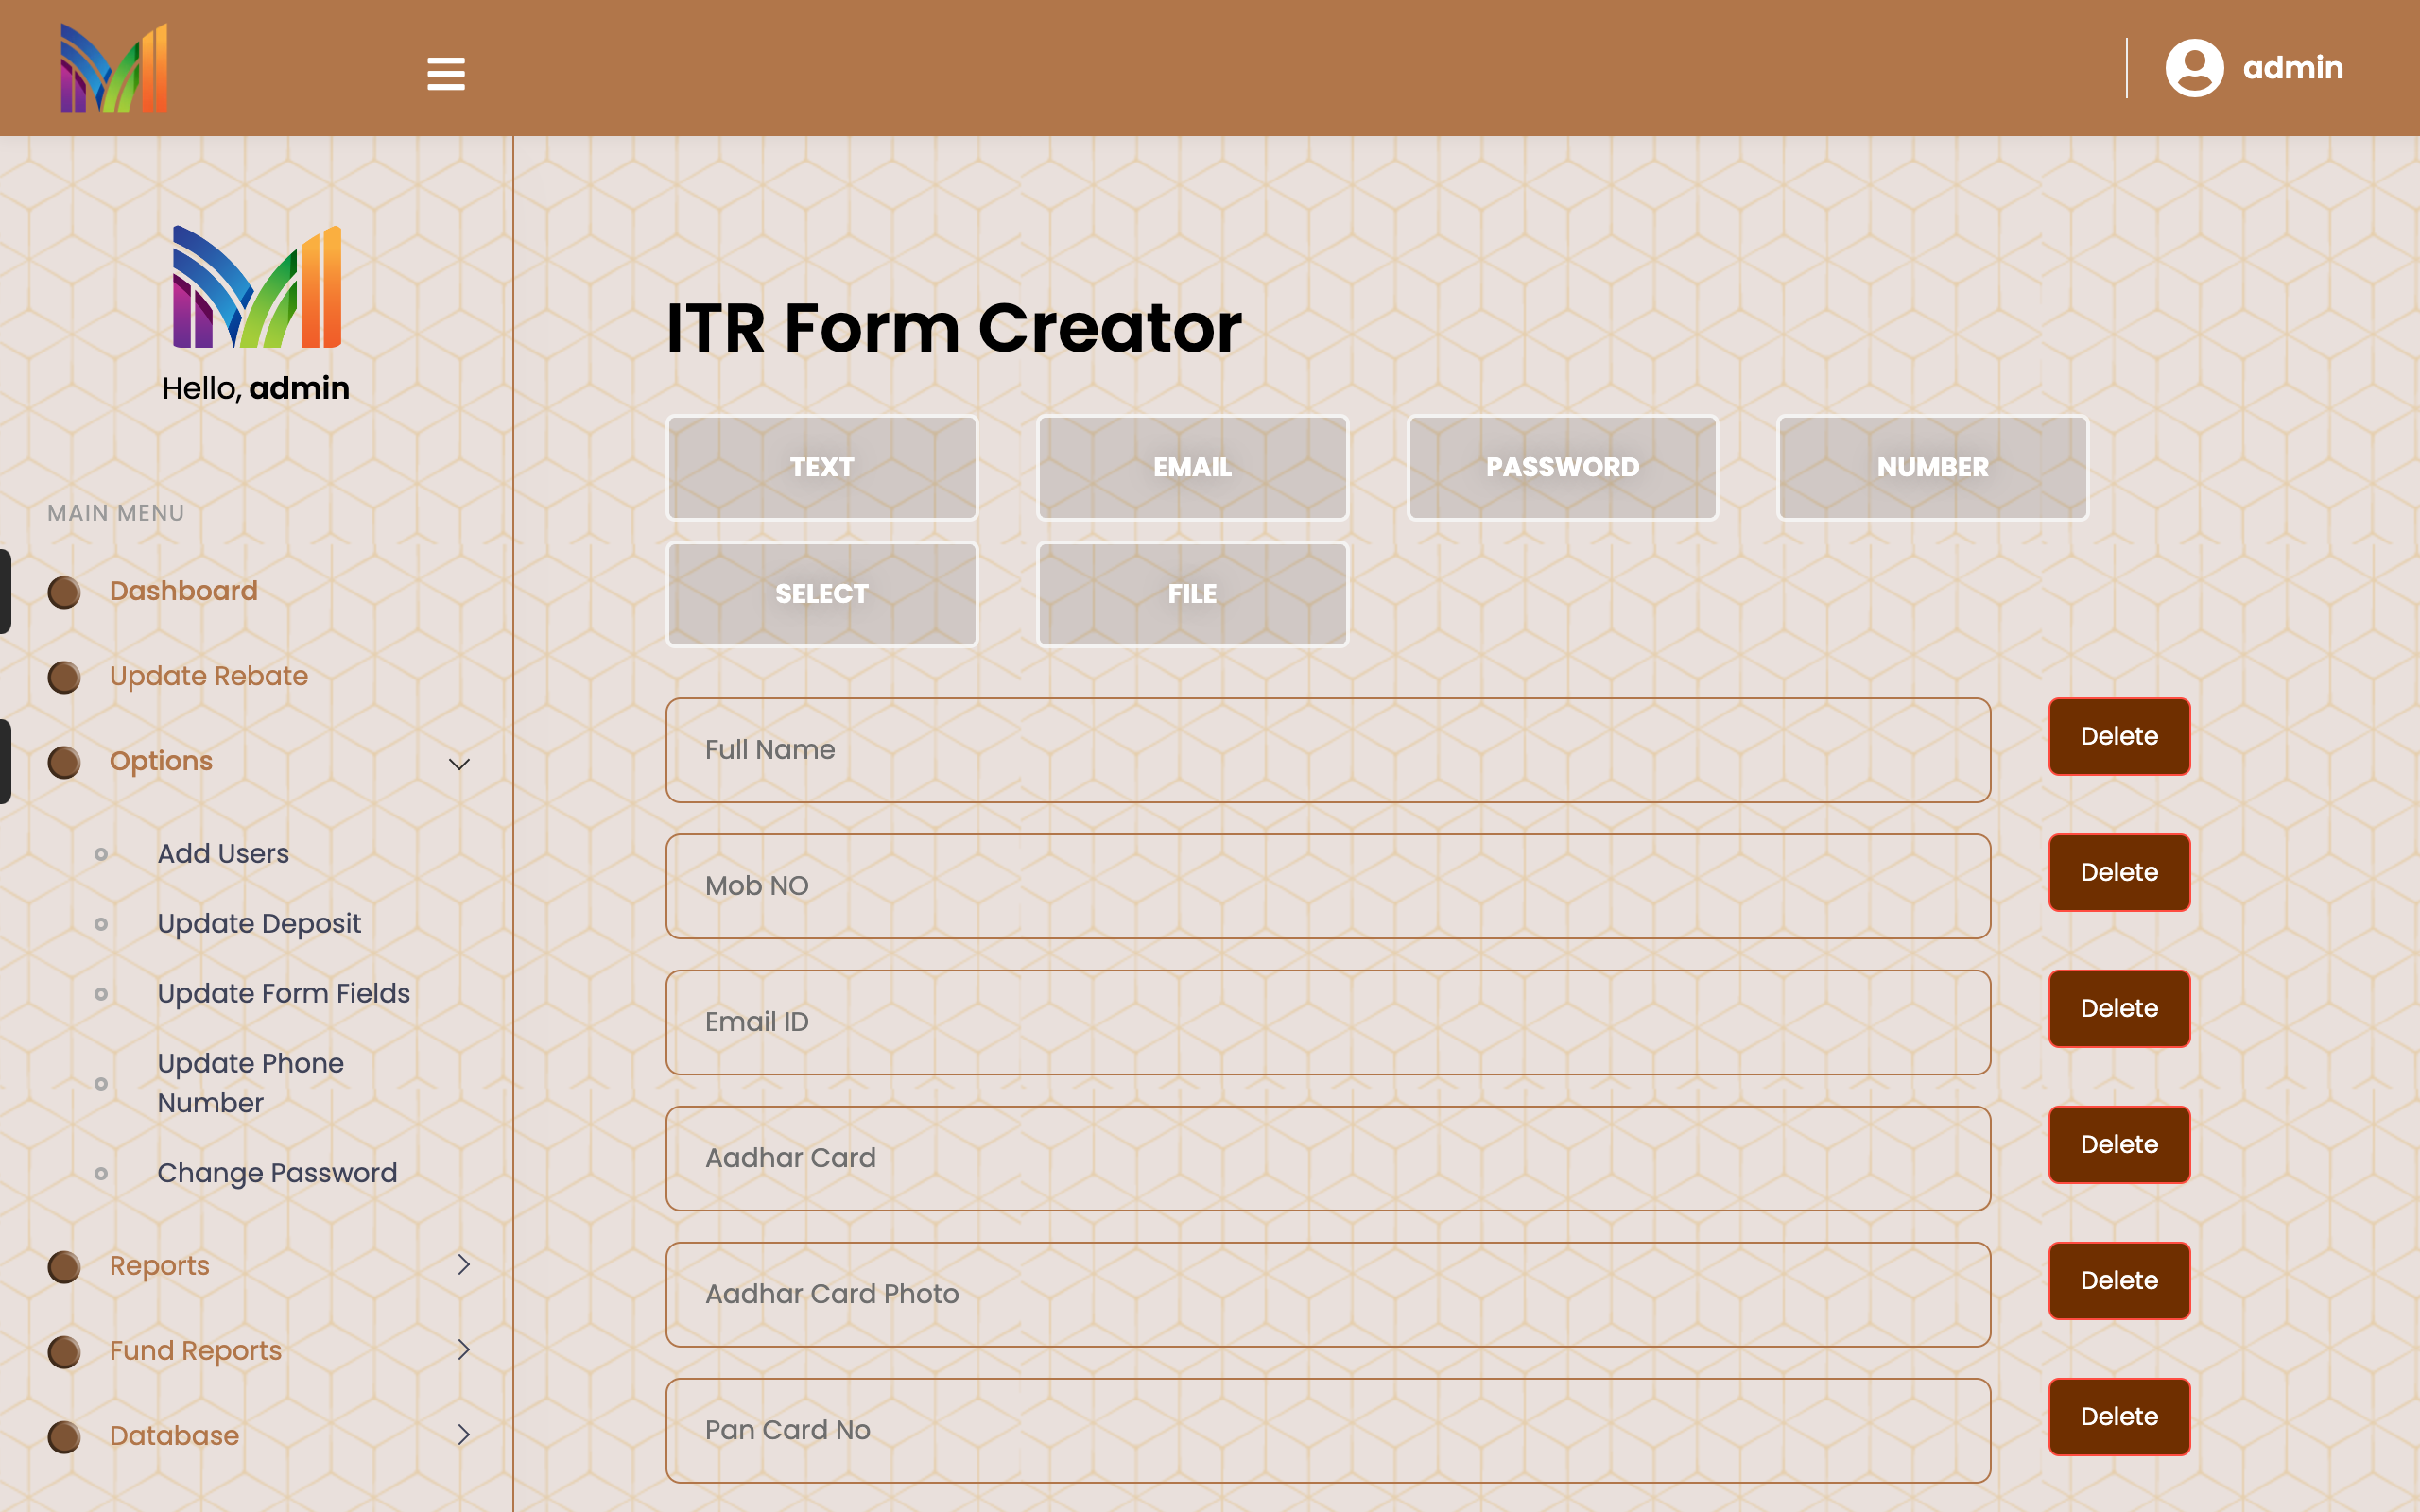 admin
Hello, admin
MAIN MENU
Dashboard
Update Rebate
Options
Add Users
Update Deposit
Update Form Fields
Update Phone
Number
Change Password
Reports
Fund Reports
Database
ITR Form Creator
TEXT
EMAIL
PASSWORD
NUMBER
SELECT
FILE
Full Name
Delete
Mob NO
Delete
Email ID
Delete
Aadhar Card
Delete
Aadhar Card Photo
Delete
Pan Card No
Delete